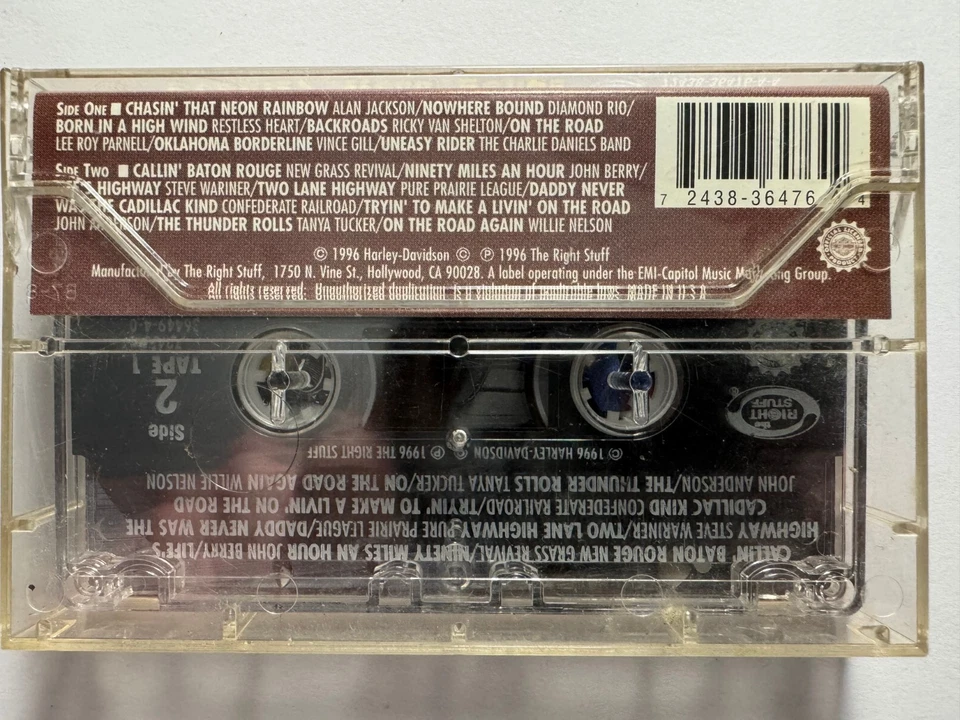 SIDE ONE ■ CHASIN' THAT NEON RAINBOW ALAN JACKSON/NOWHERE BOUND DIAMOND RIO/
BORN IN A HIGH WIND RESTLESS HEART/BACKROADS RICKY VAN SHELTON/ON THE ROAD
LEE ROY PARNELL/OKLAHOMA BORDERLINE VINCE GILL/UNEASY RIDER THE CHARLIE DANIELS BAND
SIDE TWO ■ CALLIN' BATON ROUGE NEW GRASS REVIVAL/NINETY MILES AN HOUR JOHN BERRY/
HIGHWAY STEVE WARINER/TWO LANE HIGHWAY PURE PRAIRIE LEAGUE/DADDY NEVER
WAS THE CADILLAC KIND CONFEDERATE RAILROAD/TRYIN' TO MAKE A LIVIN' ON THE ROAD
JOHN ANDERSON/THE THUNDER ROLLS TANYA TUCKER/ON THE ROAD AGAIN WILLIE NELSON
© 1996 Harley-Davidson © ℗ 1996 The Right Stuff
Manufactured by The Right Stuff, 1750 N. Vine St., Hollywood, CA 90028. A label operating under the EMI-Capitol Music Marketing Group.
All rights reserved. Unauthorized duplication is a violation of applicable laws. MADE IN U.S.A.
7 2438-36476 4
CALLIN' BATON ROUGE NEW GRASS REVIVAL/NINETY MILES AN HOUR JOHN BERRY/LIFE'S
HIGHWAY STEVE WARINER/TWO LANE HIGHWAY PURE PRAIRIE LEAGUE/DADDY NEVER WAS THE
CADILLAC KIND CONFEDERATE RAILROAD/TRYIN' TO MAKE A LIVIN' ON THE ROAD
JOHN ANDERSON/THE THUNDER ROLLS TANYA TUCKER/ON THE ROAD AGAIN WILLIE NELSON
© 1996 HARLEY-DAVIDSON ℗ © 1996 THE RIGHT STUFF
the RIGHT STUFF
Side
2
TAPE 1